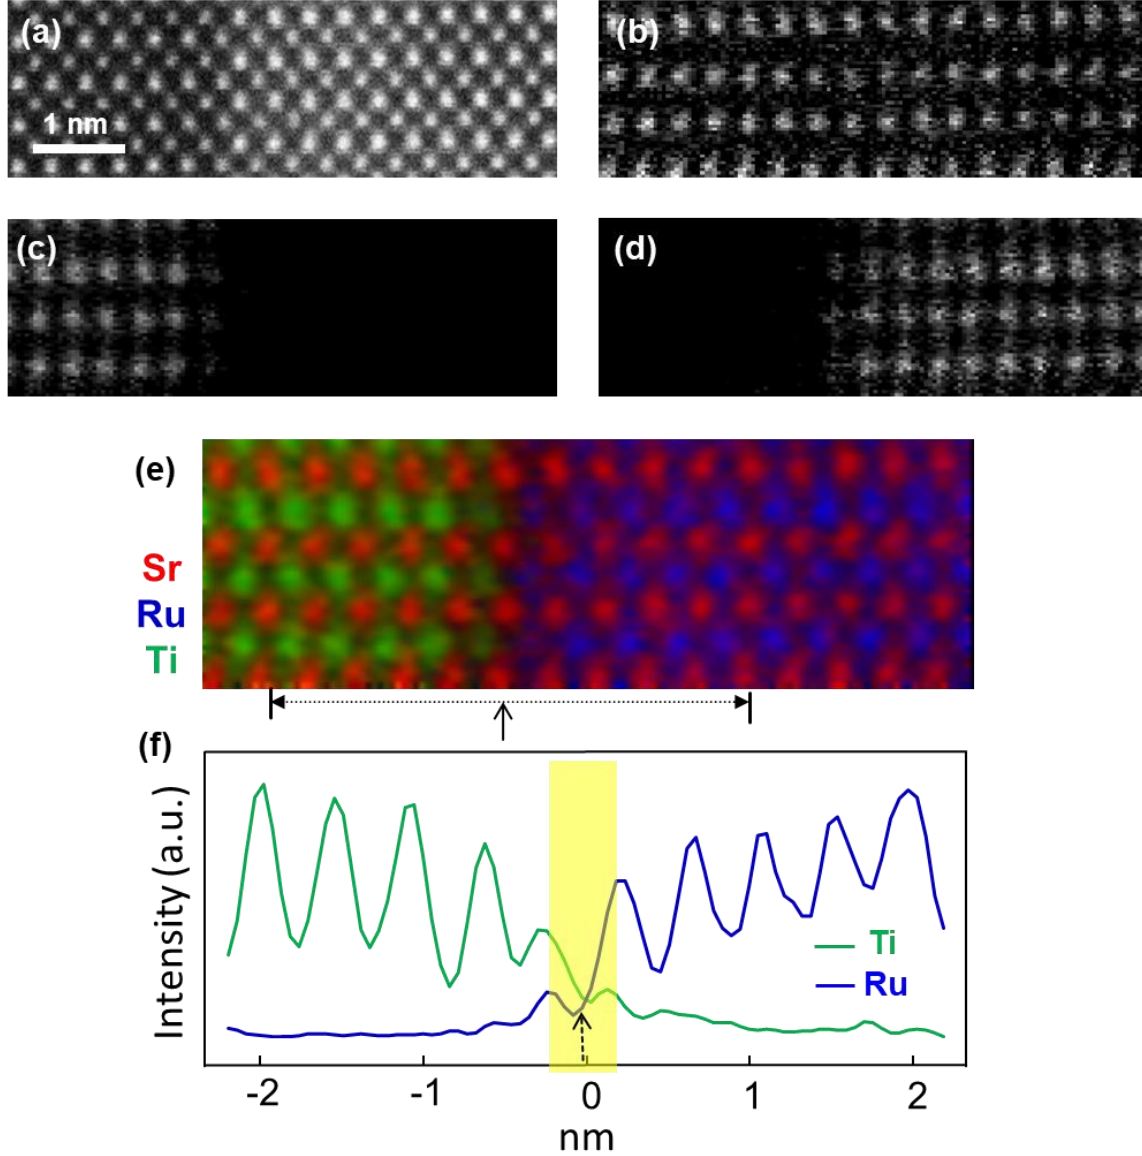 (a)
(b)
1 nm
(c)
(d)
(e)
Sr
Ru
Ti
(f)
Intensity (a.u.)
Ti
Ru
-2 -1 0 1 2
nm